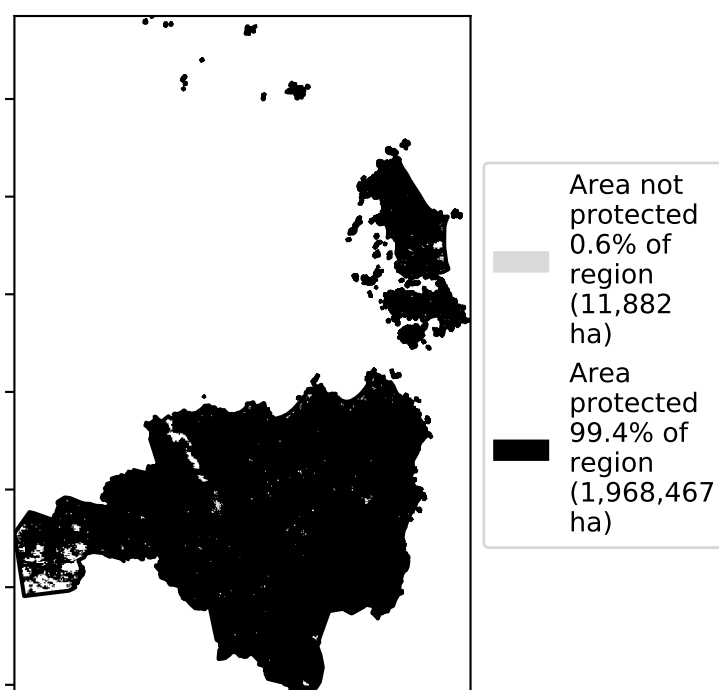 Area not
protected
0.6% of
region
(11,882
ha)
Area
protected
99.4% of
region
(1,968,467
ha)